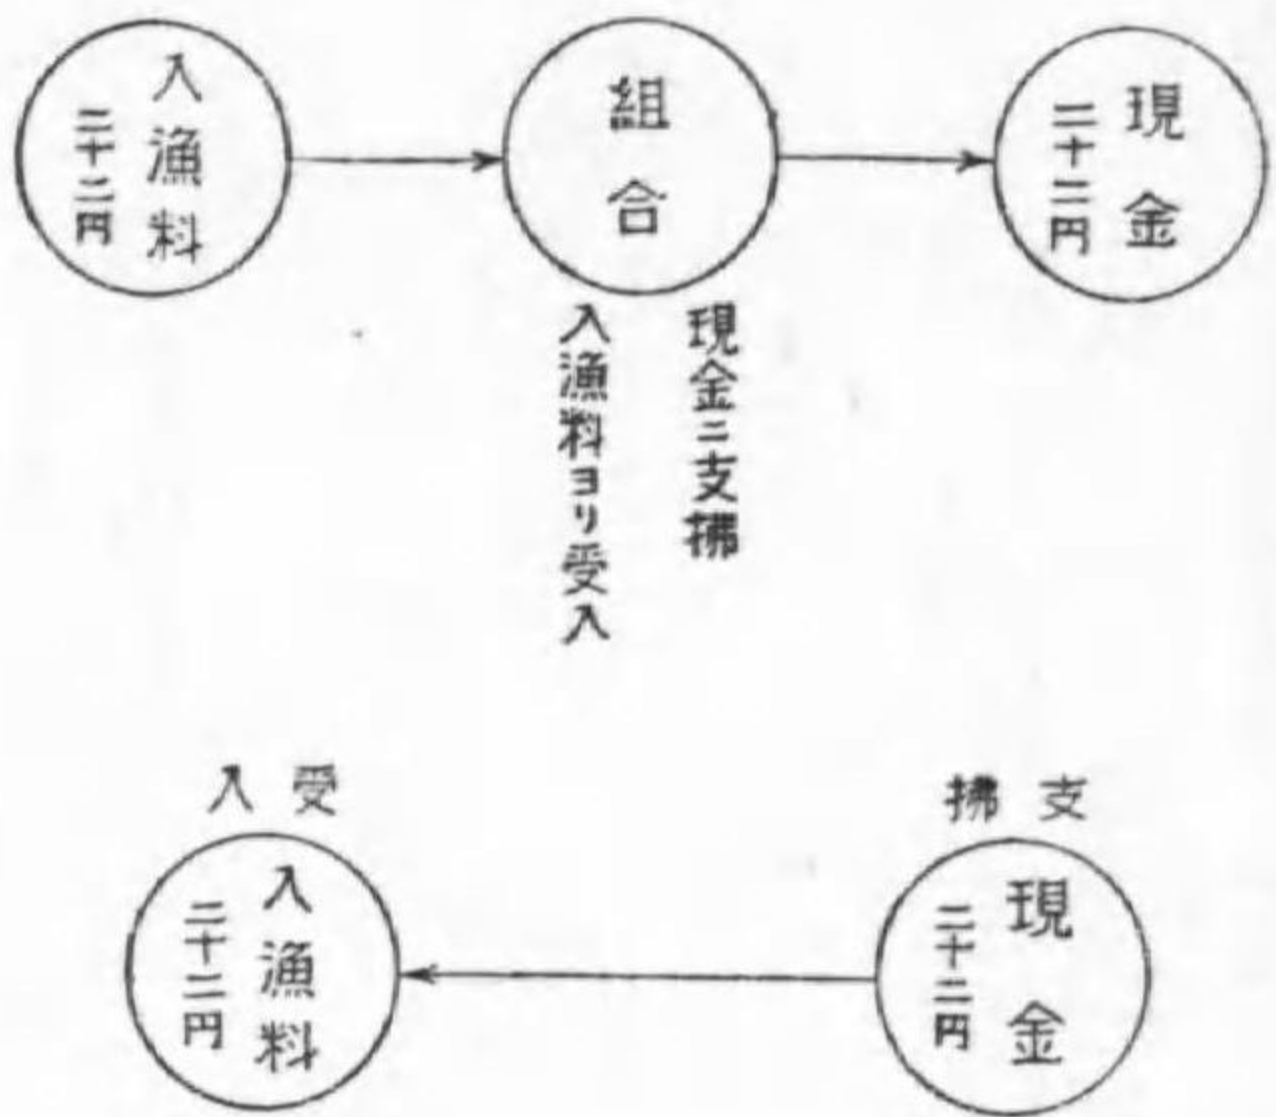 現金
二十二円
組合
入漁料
二十二円
現金ニ支拂
入漁料ヨリ受入
支拂
現金
二十二円
受入
入漁料
二十二円